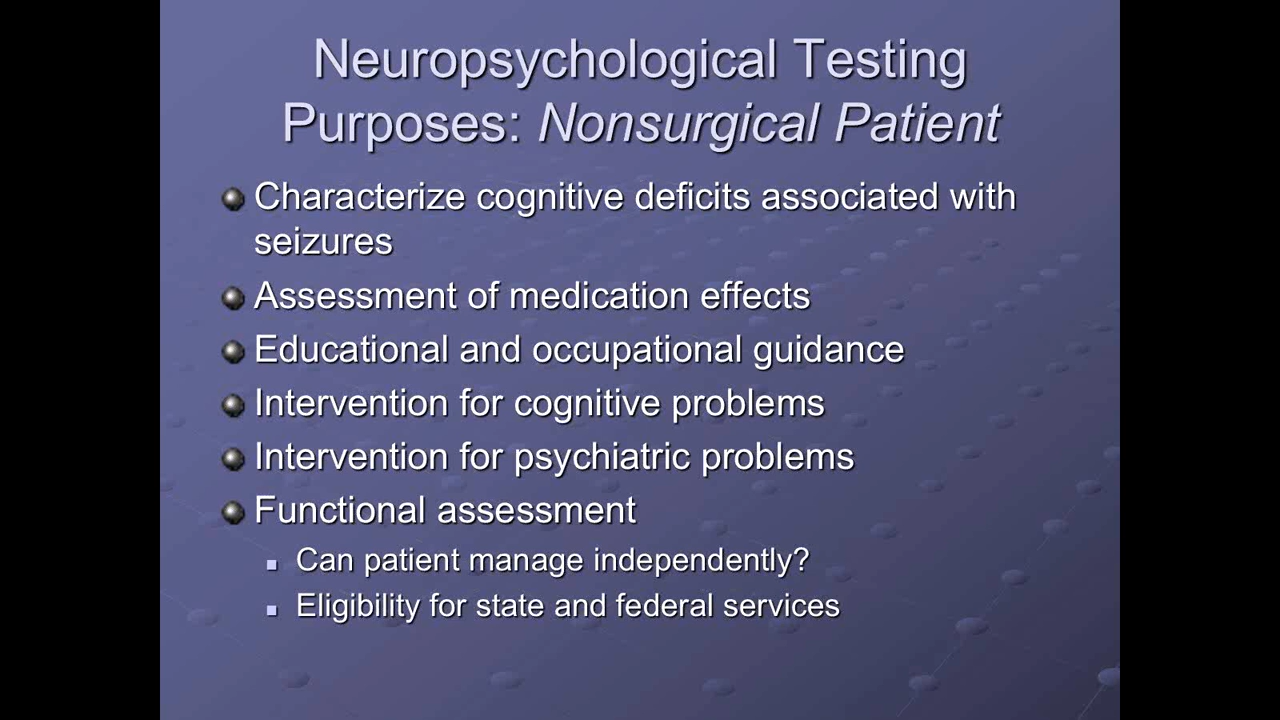 Neuropsychological Testing
Purposes: Nonsurgical Patient
Characterize cognitive deficits associated with
seizures
Assessment of medication effects
Educational and occupational guidance
Intervention for cognitive problems
Intervention for psychiatric problems
Functional assessment
Can patient manage independently?
Eligibility for state and federal services